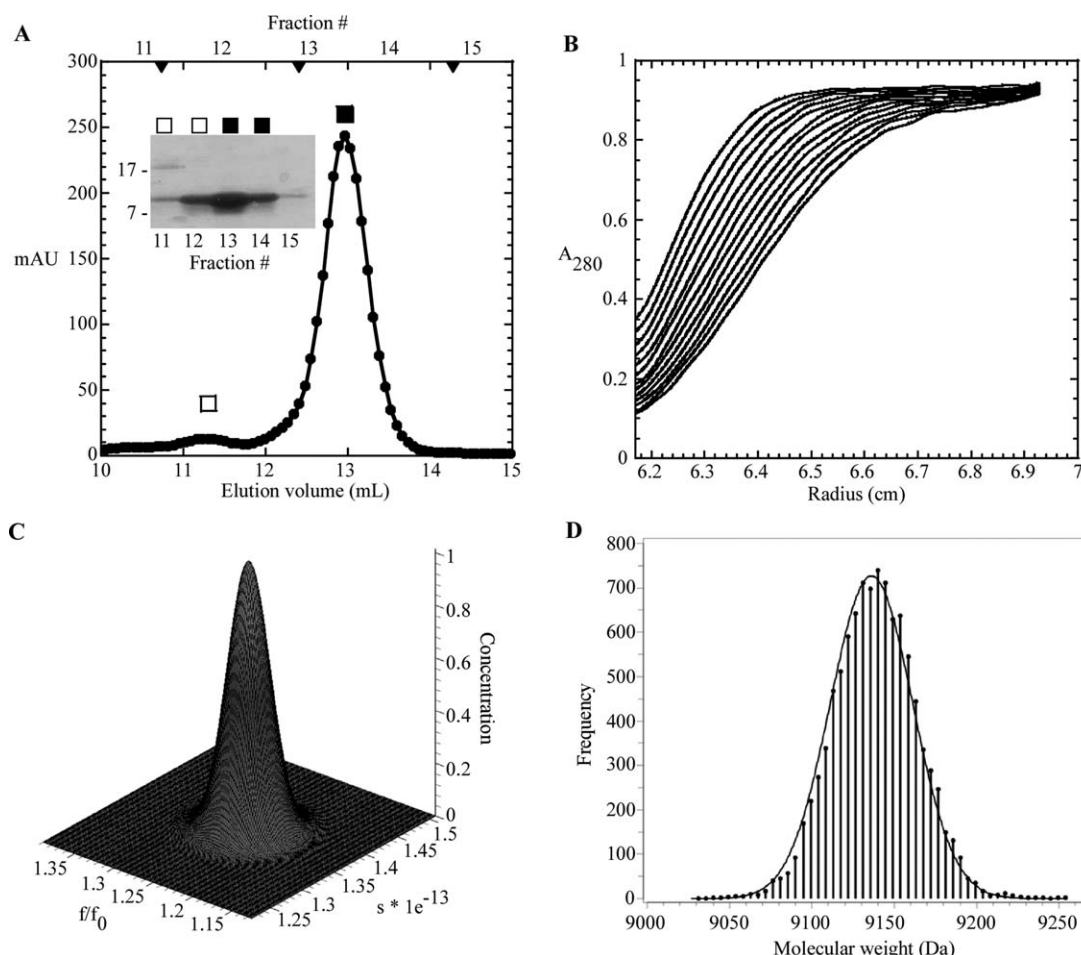 A
Fraction #
11 12 13 14 15
300
250
200
mAU
150
100
50
0
17 -
7 -
11 12 13 14 15
Fraction #
10 11 12 13 14 15
Elution volume (mL)
B
1
0.8
0.6
A280
0.4
0.2
0
6.2 6.3 6.4 6.5 6.6 6.7 6.8 6.9 7
Radius (cm)
C
1
0.8
0.6
0.4
0.2
0
Concentration
1.35 1.3 1.25 1.2 1.15
f/f0
1.25 1.3 1.35 1.4 1.45 1.5
s * 1e-13
D
800
700
600
500
400
300
200
100
0
Frequency
9000 9050 9100 9150 9200 9250
Molecular weight (Da)